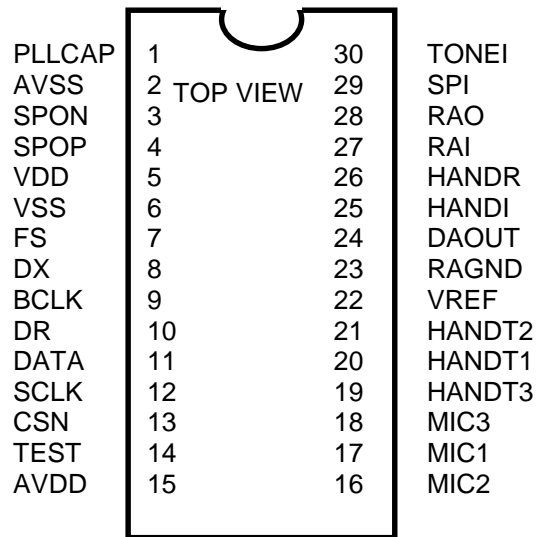 PLLCAP 1 30 TONEI
AVSS 2 TOP VIEW 29 SPI
SPON 3 28 RAO
SPOP 4 27 RAI
VDD 5 26 HANDR
VSS 6 25 HANDI
FS 7 24 DAOUT
DX 8 23 RAGND
BCLK 9 22 VREF
DR 10 21 HANDT2
DATA 11 20 HANDT1
SCLK 12 19 HANDT3
CSN 13 18 MIC3
TEST 14 17 MIC1
AVDD 15 16 MIC2